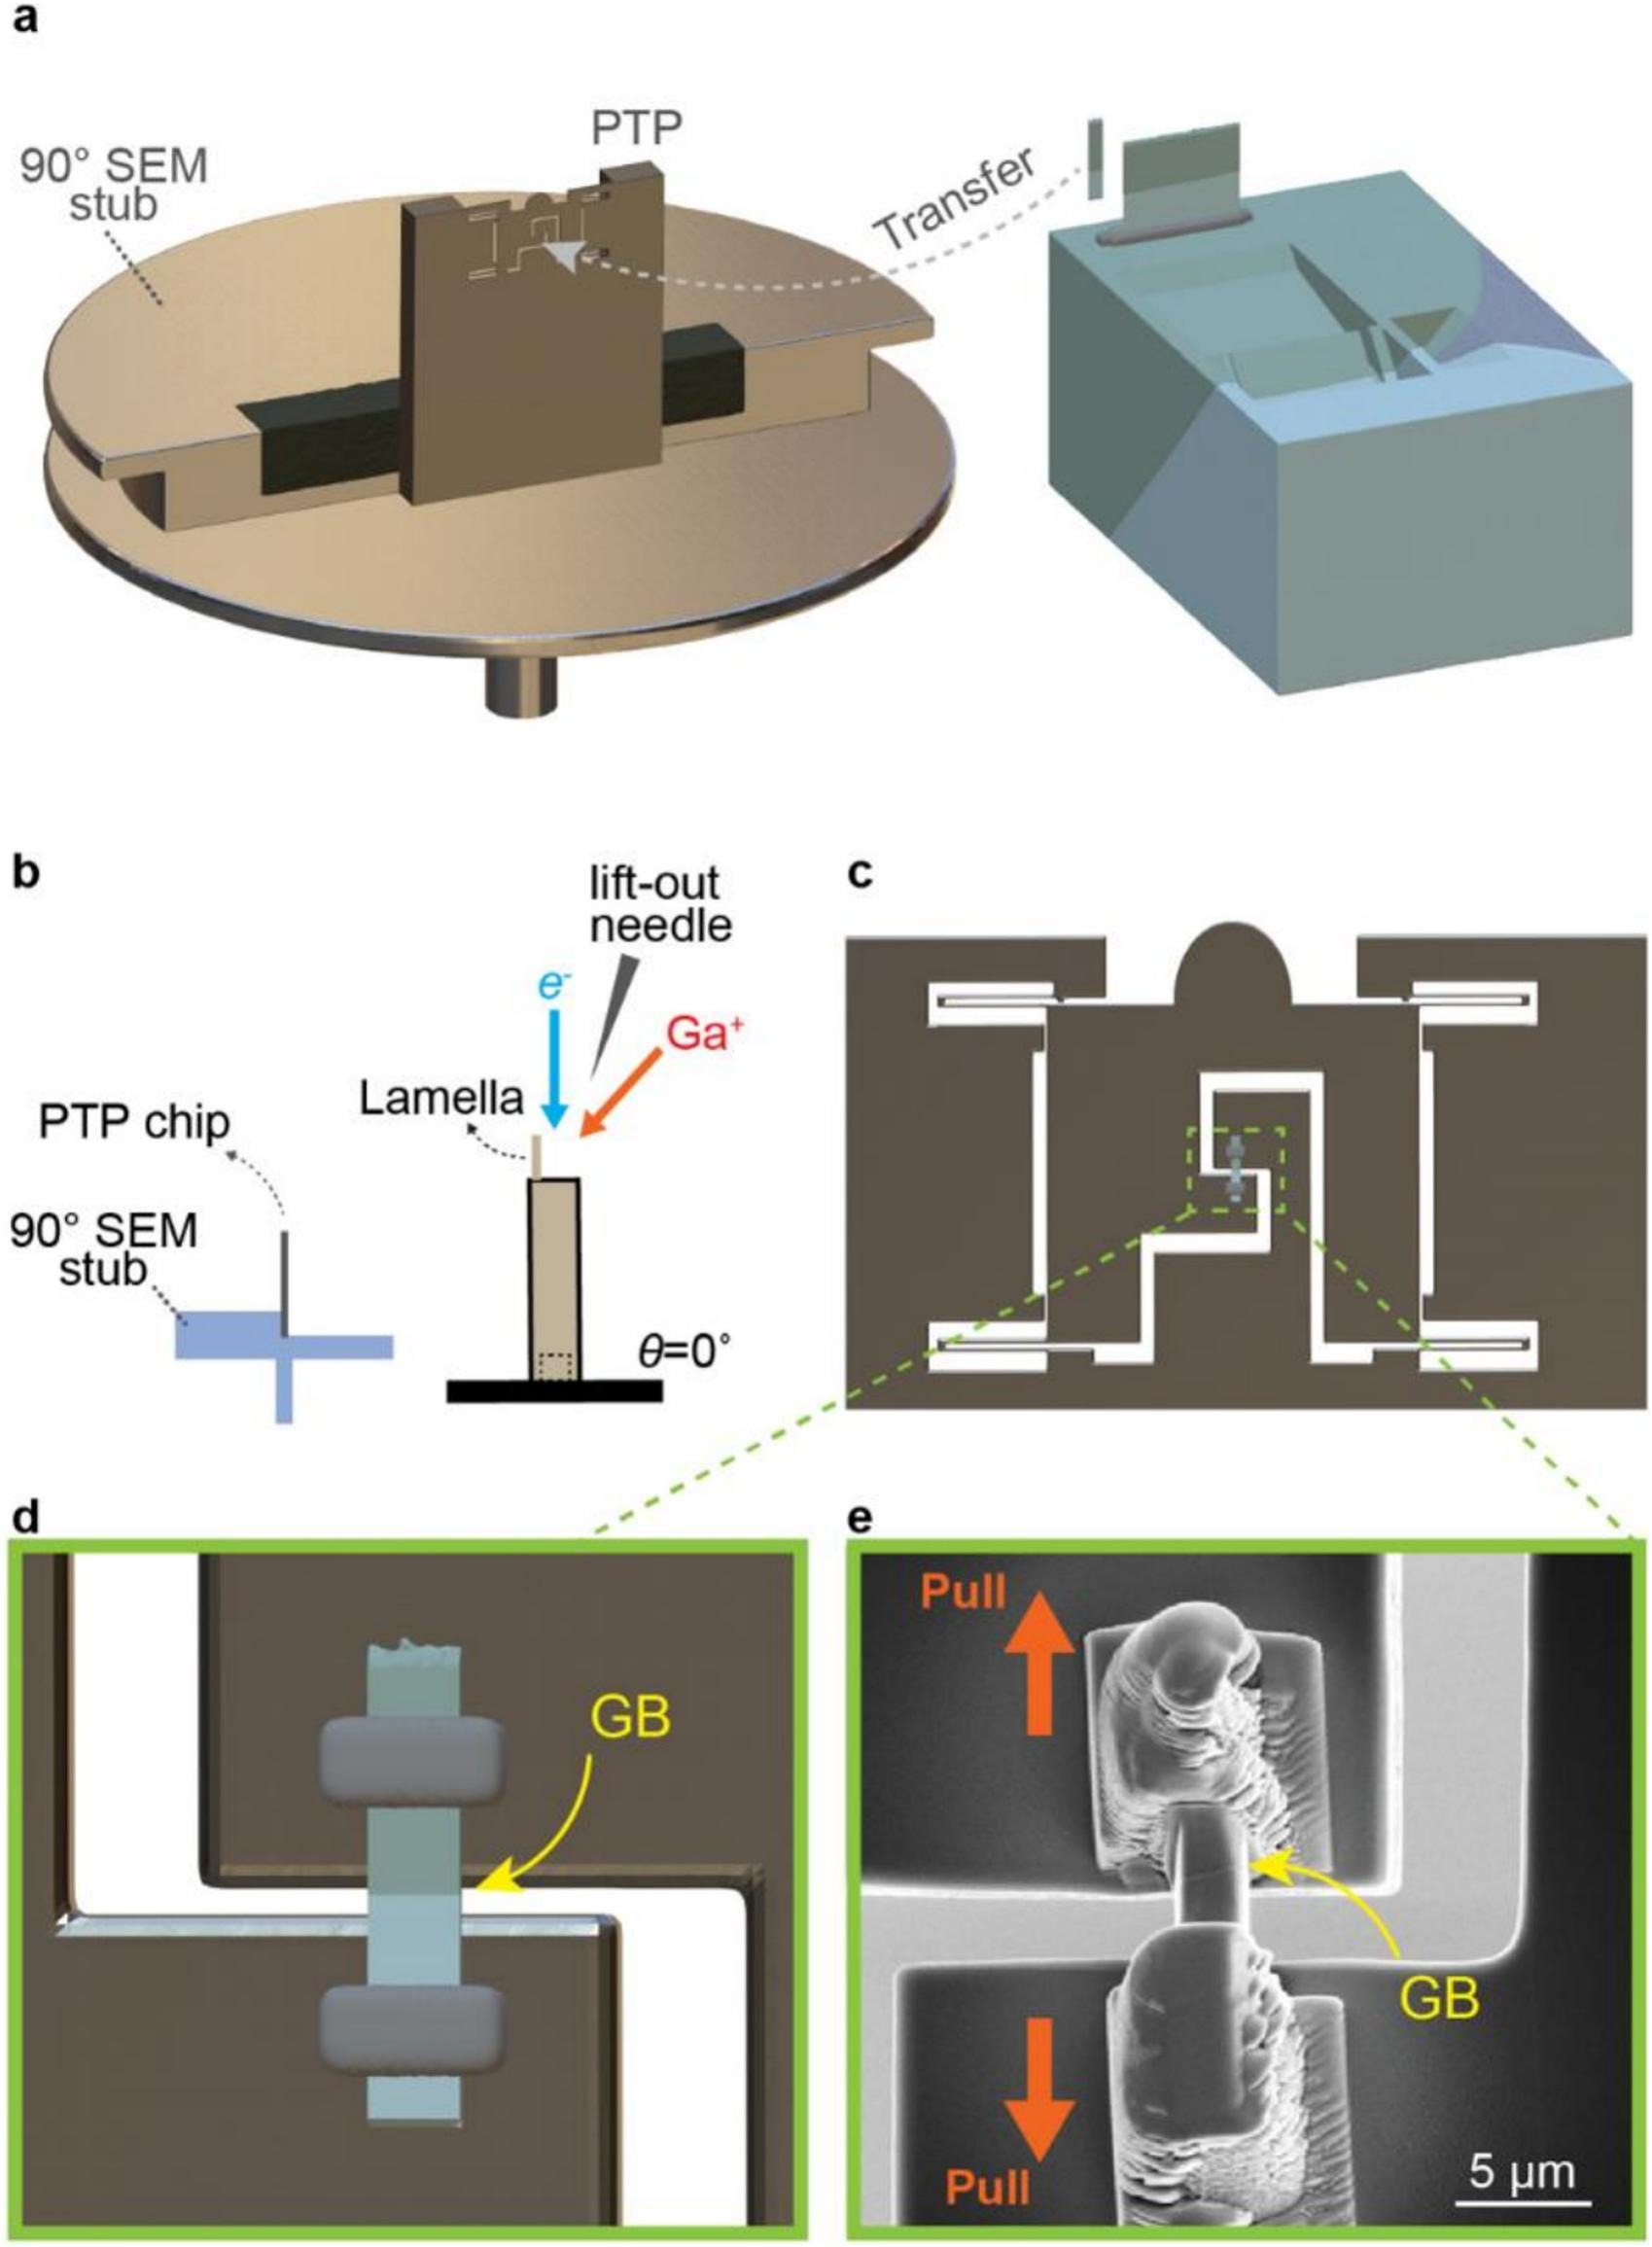 a
PTP
90° SEM
stub
Transfer
b
lift-out
needle
e-
Ga+
Lamella
PTP chip
90° SEM
stub
θ=0°
c
d
GB
e
Pull
GB
Pull
5 μm